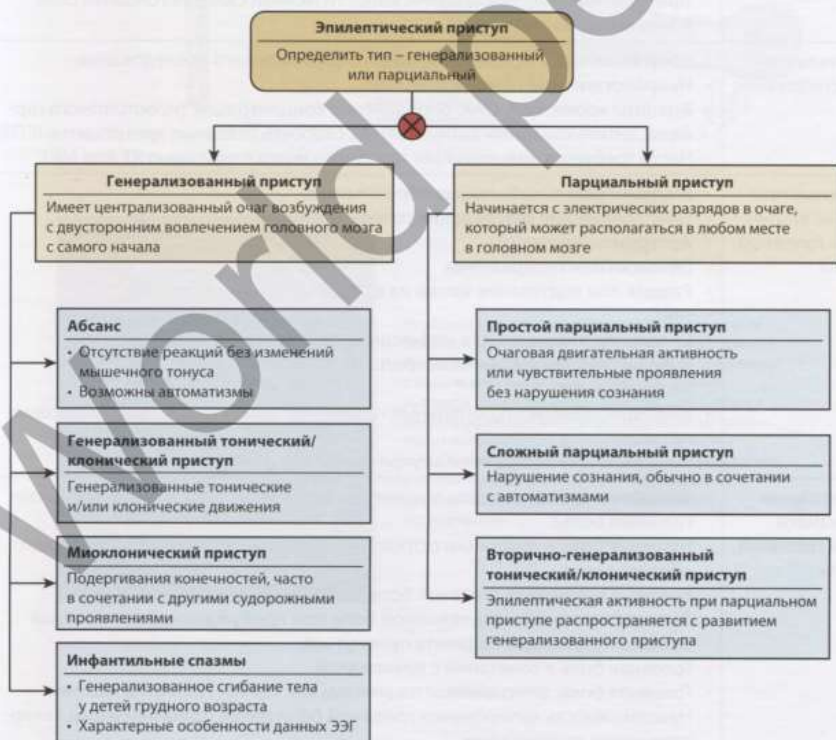 Эпилептический приступ
Определить тип – генерализованный
или парциальный
Генерализованный приступ
Имеет централизованный очаг возбуждения
с двусторонним вовлечением головного мозга
с самого начала
Парциальный приступ
Начинается с электрических разрядов в очаге,
который может располагаться в любом месте
в головном мозге
Абсанс
• Отсутствие реакций без изменений
мышечного тонуса
• Возможны автоматизмы
Генерализованный тонический/
клонический приступ
Генерализованные тонические
и/или клонические движения
Миоклонический приступ
Подергивания конечностей, часто
в сочетании с другими судорожными
проявлениями
Инфантильные спазмы
• Генерализованное сгибание тела
у детей грудного возраста
• Характерные особенности данных ЭЭГ
Простой парциальный приступ
Очаговая двигательная активность
или чувствительные проявления
без нарушения сознания
Сложный парциальный приступ
Нарушение сознания, обычно в сочетании
с автоматизмами
Вторично-генерализованный
тонический/клонический приступ
Эпилептическая активность при парциальном
приступе распространяется с развитием
генерализованного приступа
World